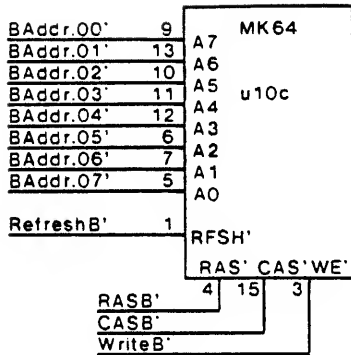 BAddr.00' 9 A7 MK64
BAddr.01' 13 A6
BAddr.02' 10 A5 u10c
BAddr.03' 11 A4
BAddr.04' 12 A3
BAddr.05' 6 A2
BAddr.06' 7 A1
BAddr.07' 5 A0
RefreshB' 1 RFSH'
RAS' CAS' WE'
4 15 3
RASB'
CASB'
WriteB'